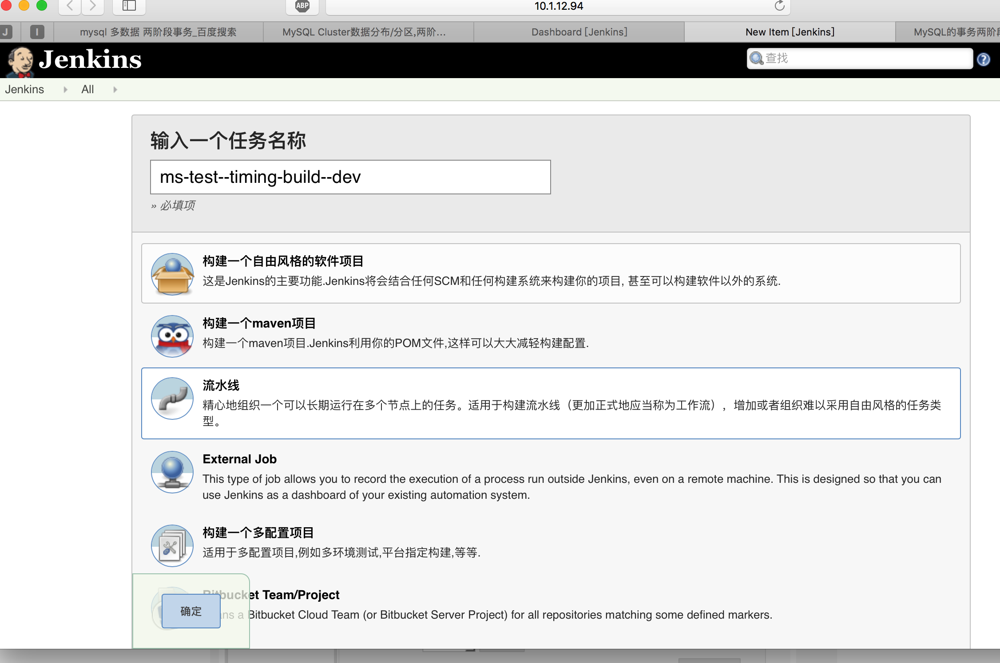 ABP
10.1.12.94
J
I
mysql 多数据 两阶段事务_百度搜索
MySQL Cluster数据分布/分区,两阶...
Dashboard [Jenkins]
New Item [Jenkins]
MySQL的事务两阶
Jenkins
查找
?
Jenkins
All
输入一个任务名称
ms-test--timing-build--dev
» 必填项
构建一个自由风格的软件项目
这是Jenkins的主要功能.Jenkins将会结合任何SCM和任何构建系统来构建你的项目, 甚至可以构建软件以外的系统.
构建一个maven项目
构建一个maven项目.Jenkins利用你的POM文件,这样可以大大减轻构建配置.
流水线
精心地组织一个可以长期运行在多个节点上的任务。适用于构建流水线（更加正式地应当称为工作流），增加或者组织难以采用自由风格的任务类
型。
External Job
This type of job allows you to record the execution of a process run outside Jenkins, even on a remote machine. This is designed so that you can
use Jenkins as a dashboard of your existing automation system.
构建一个多配置项目
适用于多配置项目,例如多环境测试,平台指定构建,等等.
Bitbucket Team/Project
a Bitbucket Cloud Team (or Bitbucket Server Project) for all repositories matching some defined markers.
确定